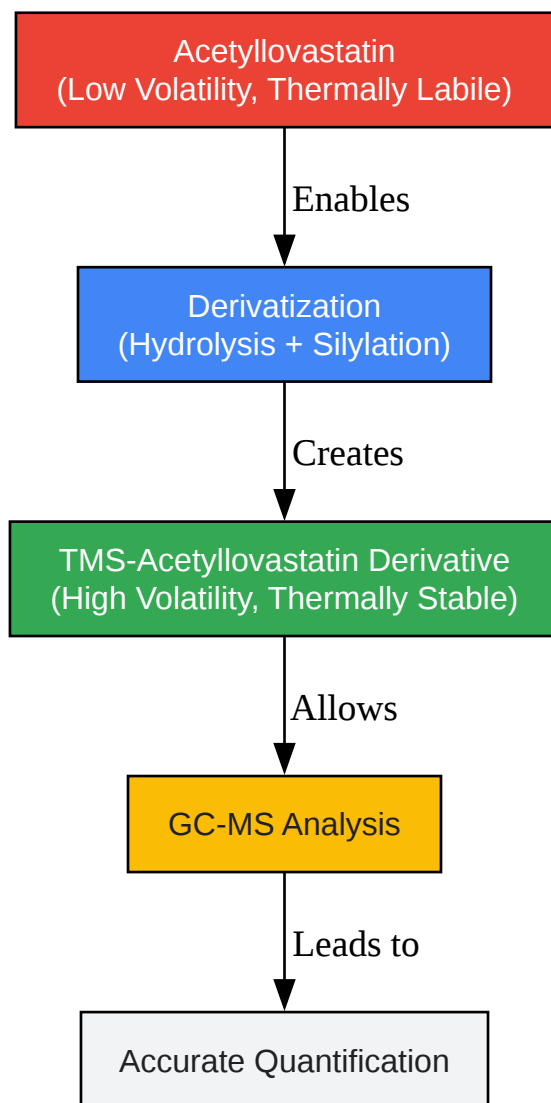 Acetyllovastatin
(Low Volatility, Thermally Labile)
Enables
Derivatization
(Hydrolysis + Silylation)
Creates
TMS-Acetyllovastatin Derivative
(High Volatility, Thermally Stable)
Allows
GC-MS Analysis
Leads to
Accurate Quantification